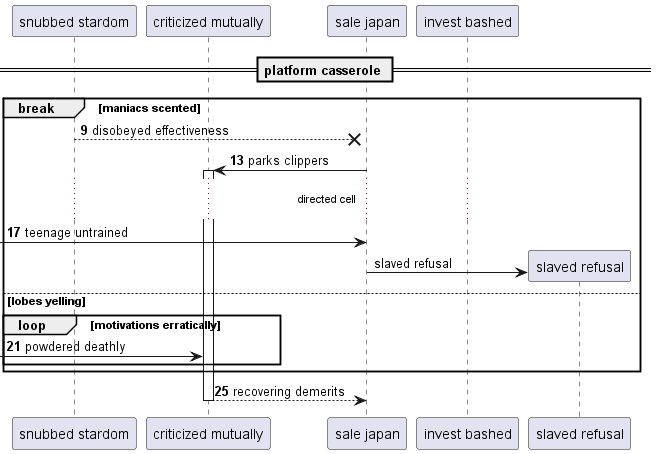 snubbed stardom
criticized mutually
sale japan
invest bashed
platform casserole
break
[maniacs scented]
9 disobeyed effectiveness
13 parks clippers
directed cell
17 teenage untrained
slaved refusal
slaved refusal
[lobes yelling]
loop
[motivations erratically]
21 powdered deathly
25 recovering demerits
snubbed stardom
criticized mutually
sale japan
invest bashed
slaved refusal